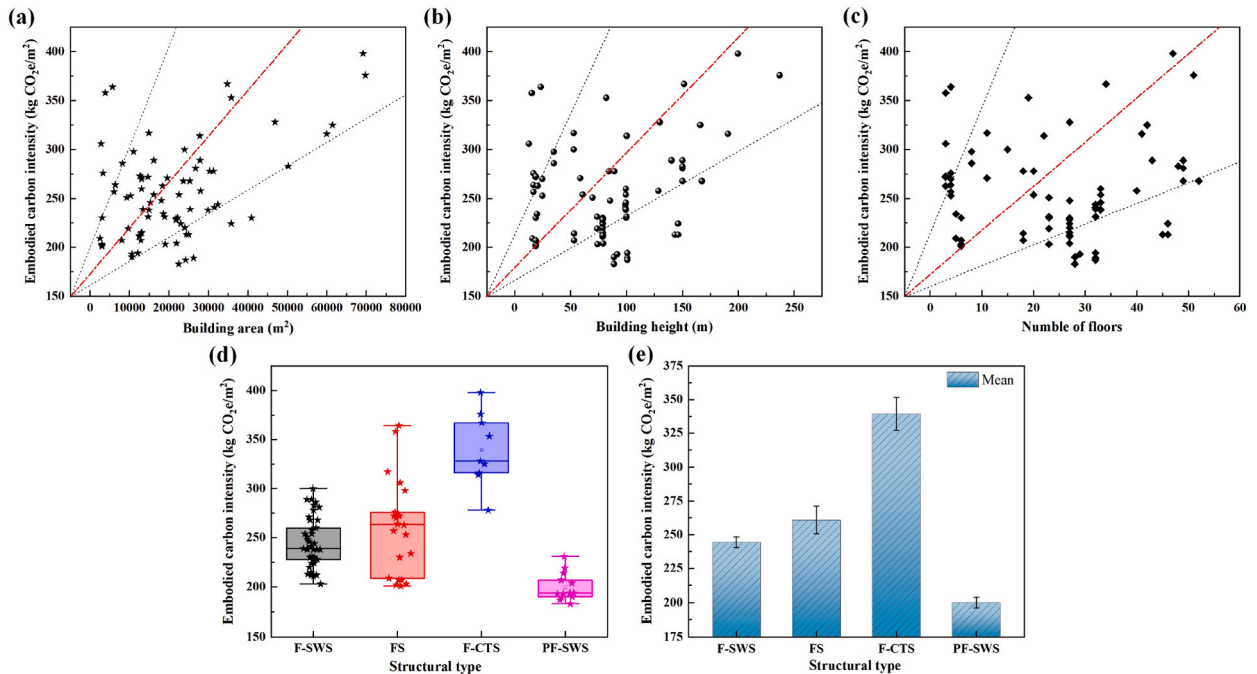 (a)
Embodied carbon intensity (kg CO₂e/m²)
400
350
300
250
200
150
0 10000 20000 30000 40000 50000 60000 70000 80000
Building area (m²)
(b)
Embodied carbon intensity (kg CO₂e/m²)
400
350
300
250
200
150
0 50 100 150 200 250
Building height (m)
(c)
Embodied carbon intensity (kg CO₂e/m²)
400
350
300
250
200
150
0 10 20 30 40 50 60
Numble of floors
(d)
Embodied carbon intensity (kg CO₂e/m²)
400
350
300
250
200
150
F-SWS FS F-CTS PF-SWS
Structural type
(e)
Embodied carbon intensity (kg CO₂e/m²)
375
350
325
300
275
250
225
200
175
Mean
F-SWS FS F-CTS PF-SWS
Structural type